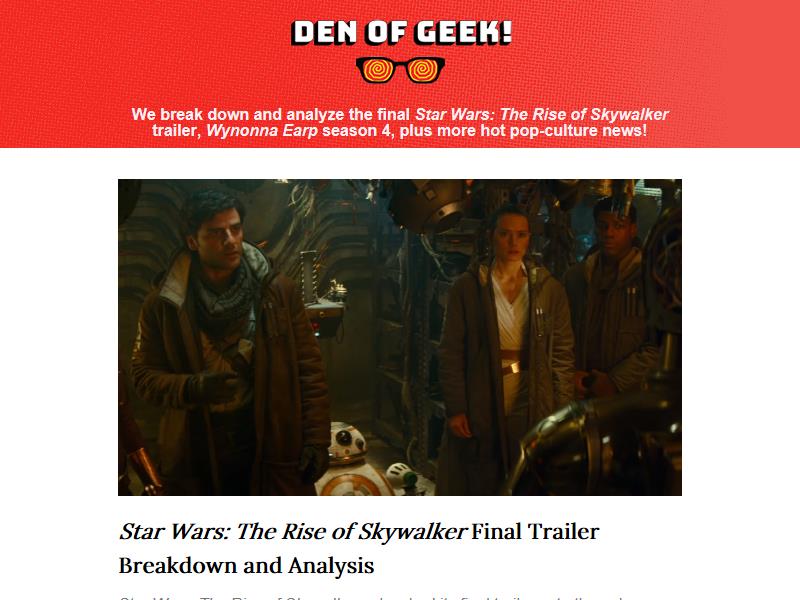 DEN OF GEEK!
We break down and analyze the final Star Wars: The Rise of Skywalker
trailer, Wynonna Earp season 4, plus more hot pop-culture news!
Star Wars: The Rise of Skywalker Final Trailer
Breakdown and Analysis